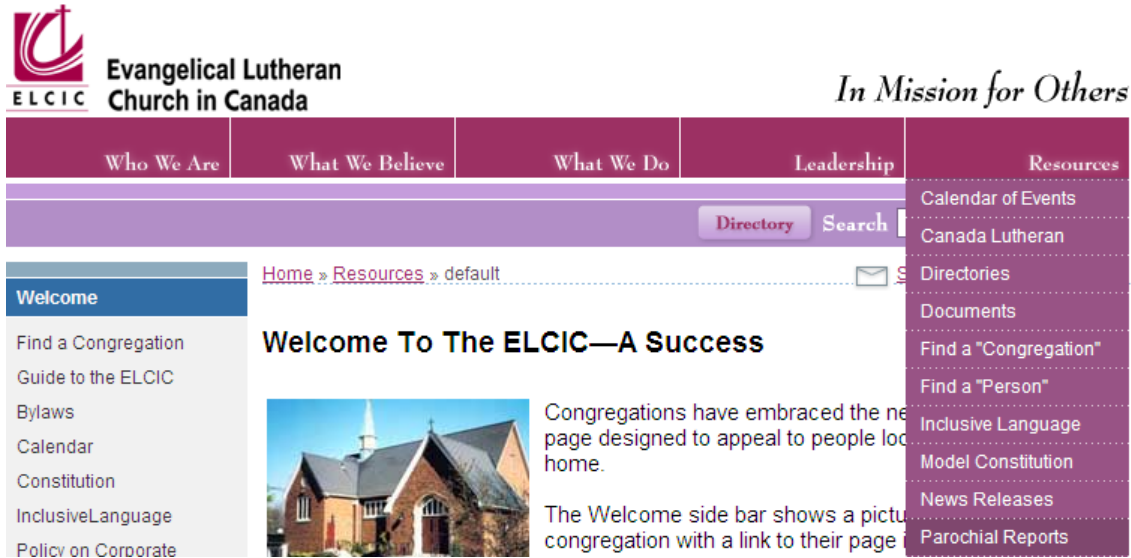 Evangelical Lutheran
ELCIC Church in Canada
In Mission for Others
Who We Are
What We Believe
What We Do
Leadership
Resources
Calendar of Events
Canada Lutheran
Directories
Documents
Find a "Congregation"
Find a "Person"
Inclusive Language
Model Constitution
News Releases
Parochial Reports
Directory Search
Home » Resources » default
Welcome
Find a Congregation
Guide to the ELCIC
Bylaws
Calendar
Constitution
InclusiveLanguage
Policy on Corporate
Welcome To The ELCIC—A Success
Congregations have embraced the
page designed to appeal to people
home.
The Welcome side bar shows a
congregation with a link to their page